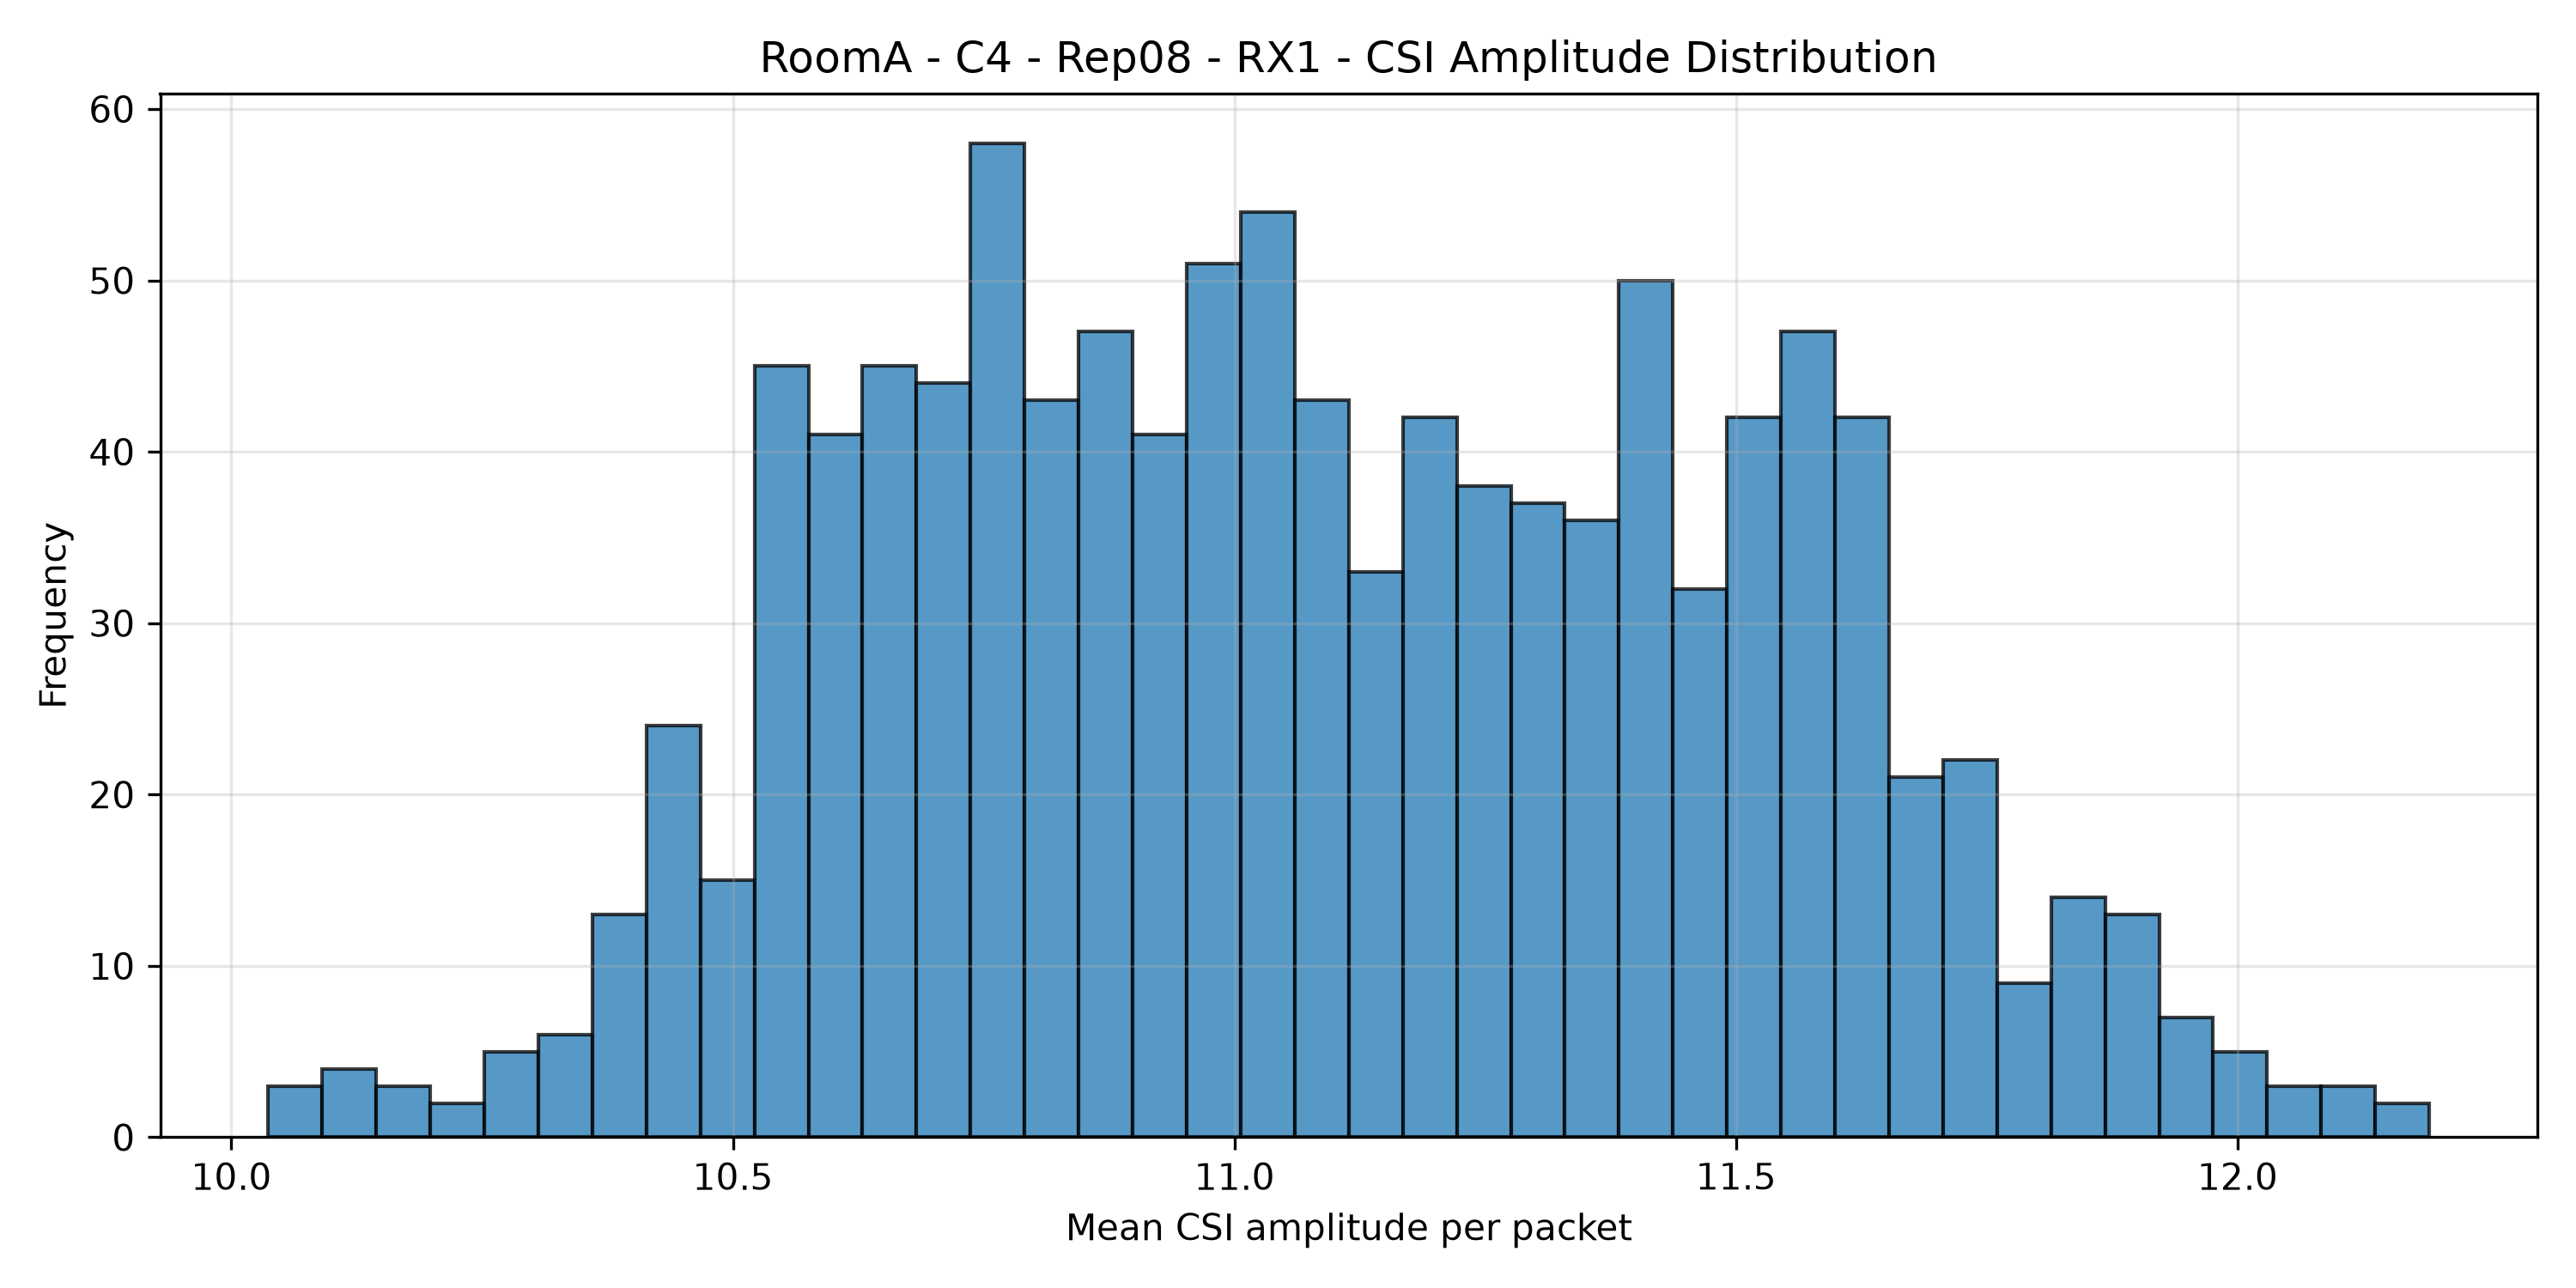 RoomA - C4 - Rep08 - RX1 - CSI Amplitude Distribution
60
50
40
30
20
10
0
Frequency
10.0 10.5 11.0 11.5 12.0
Mean CSI amplitude per packet